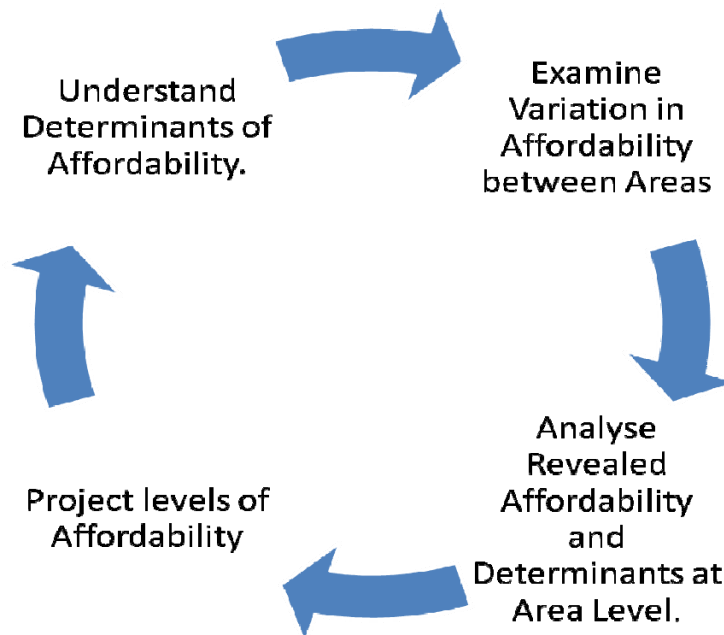 Understand
Determinants of
Affordability.
Examine
Variation in
Affordability
between Areas
Analyse
Revealed
Affordability
and
Determinants at
Area Level.
Project levels of
Affordability